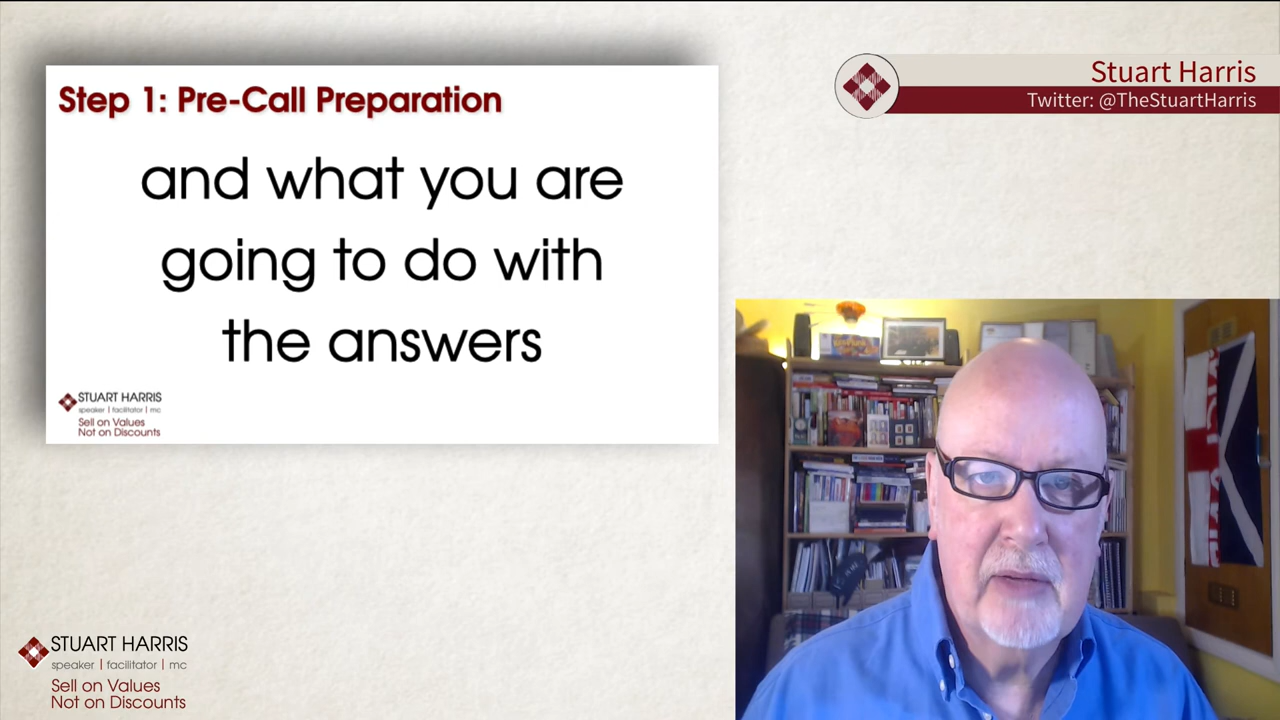 Step 1: Pre-Call Preparation
and what you are
going to do with
the answers
STUART HARRIS
speaker | facilitator | mc
Sell on Values
Not on Discounts
Stuart Harris
Twitter: @TheStuartHarris
STUART HARRIS
speaker | facilitator | mc
Sell on Values
Not on Discounts